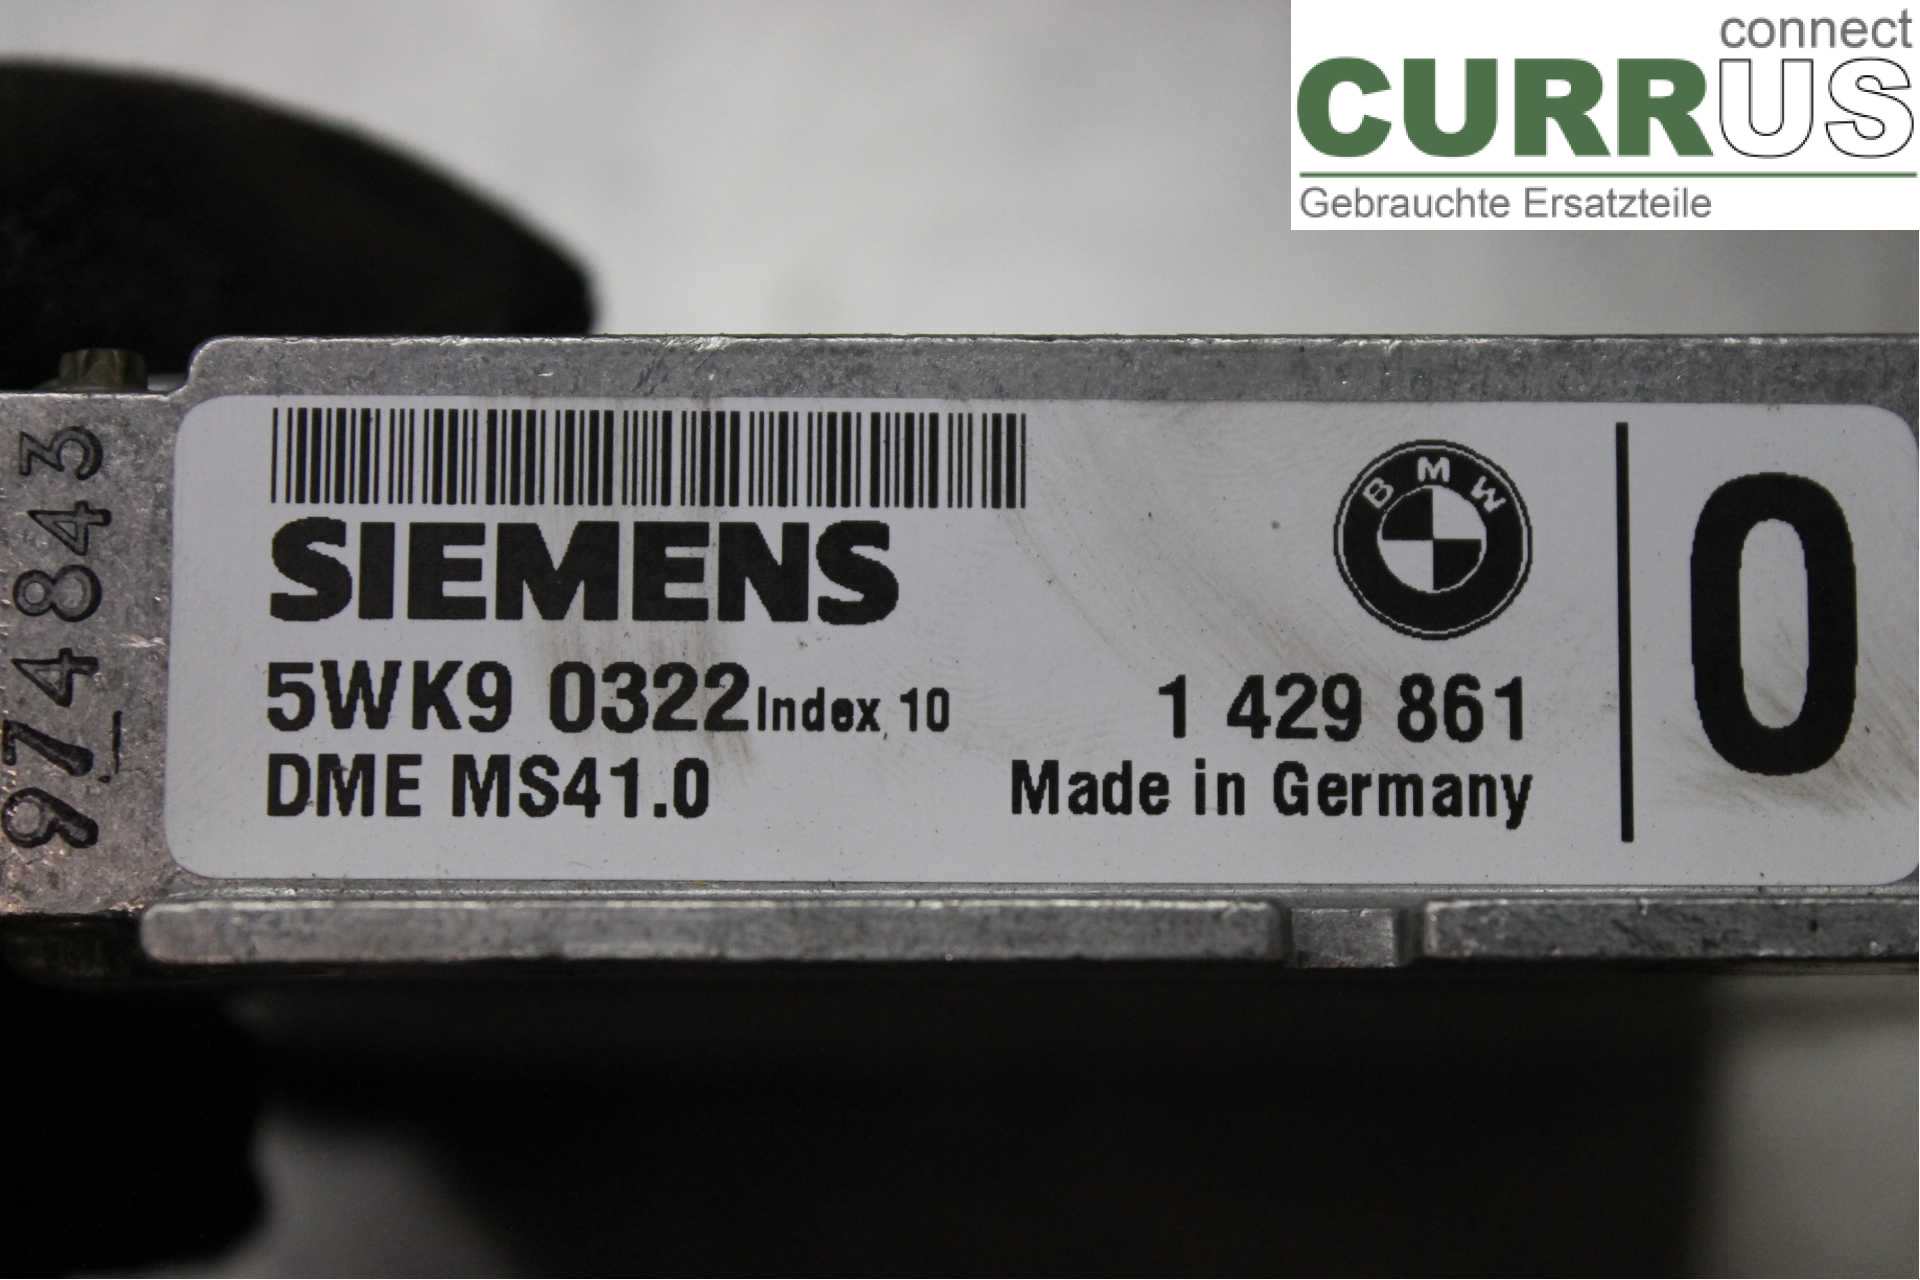 connect
CURRUS
Gebrauchte Ersatzteile
974843
SIEMENS
BMW
5WK9 0322 Index 10
1 429 861
DME MS41.0
Made in Germany
0